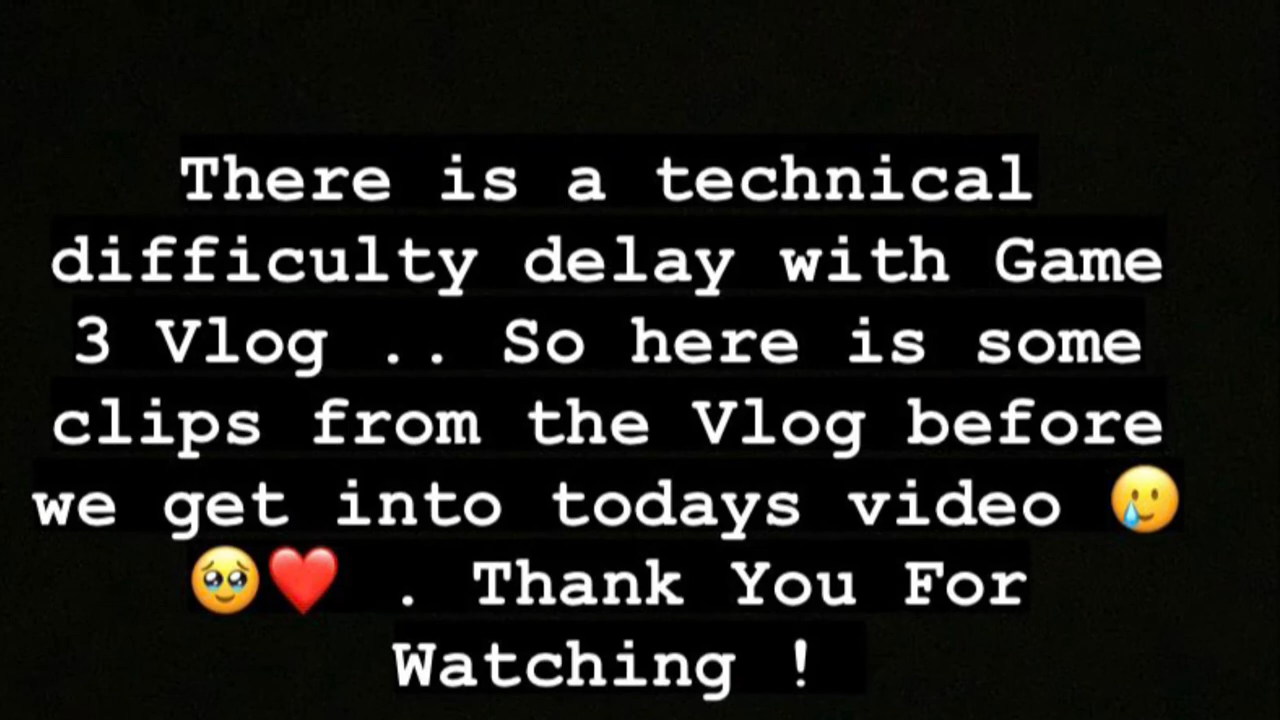 There is a technical
difficulty delay with Game
3 Vlog .. So here is some
clips from the Vlog before
we get into todays video 🥲
🥹❤️ . Thank You For
Watching !